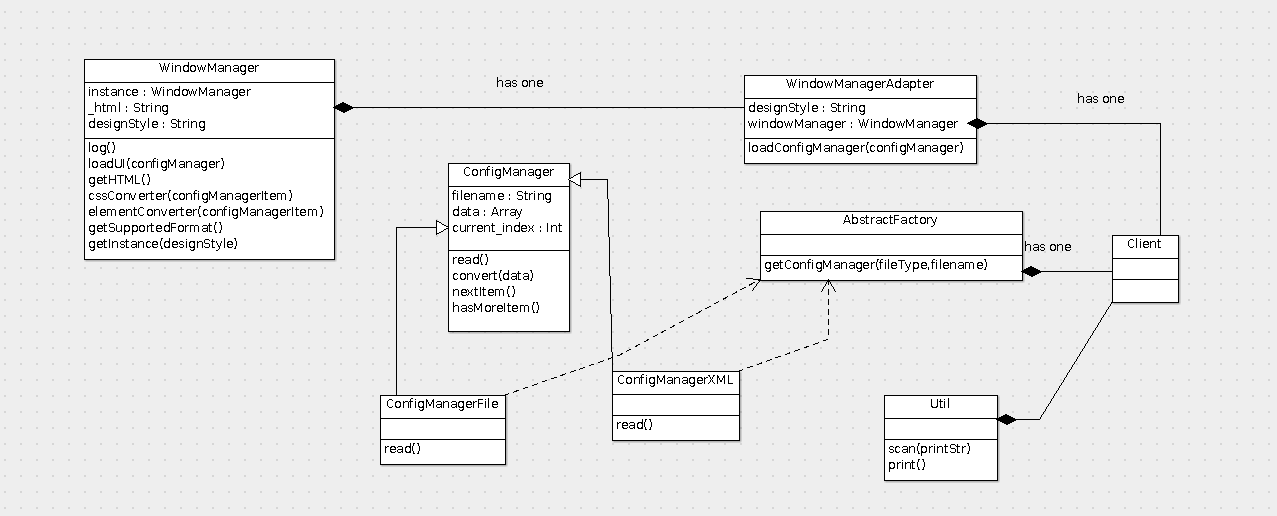 WindowManager
instance : WindowManager
_html : String
designStyle : String
log()
loadUI(configManager)
getHTML()
cssConverter(configManagerItem)
elementConverter(configManagerItem)
getSupportedFormat()
getInstance(designStyle)
has one
WindowManagerAdapter
designStyle : String
windowManager : WindowManager
loadConfigManager(configManager)
has one
ConfigManager
filename : String
data : Array
current_index : Int
read()
convert(data)
nextItem()
hasMoreItem()
AbstractFactory
getConfigManager(fileType,filename)
has one
Client
ConfigManagerFile
read()
ConfigManagerXML
read()
Util
scan(printStr)
print()